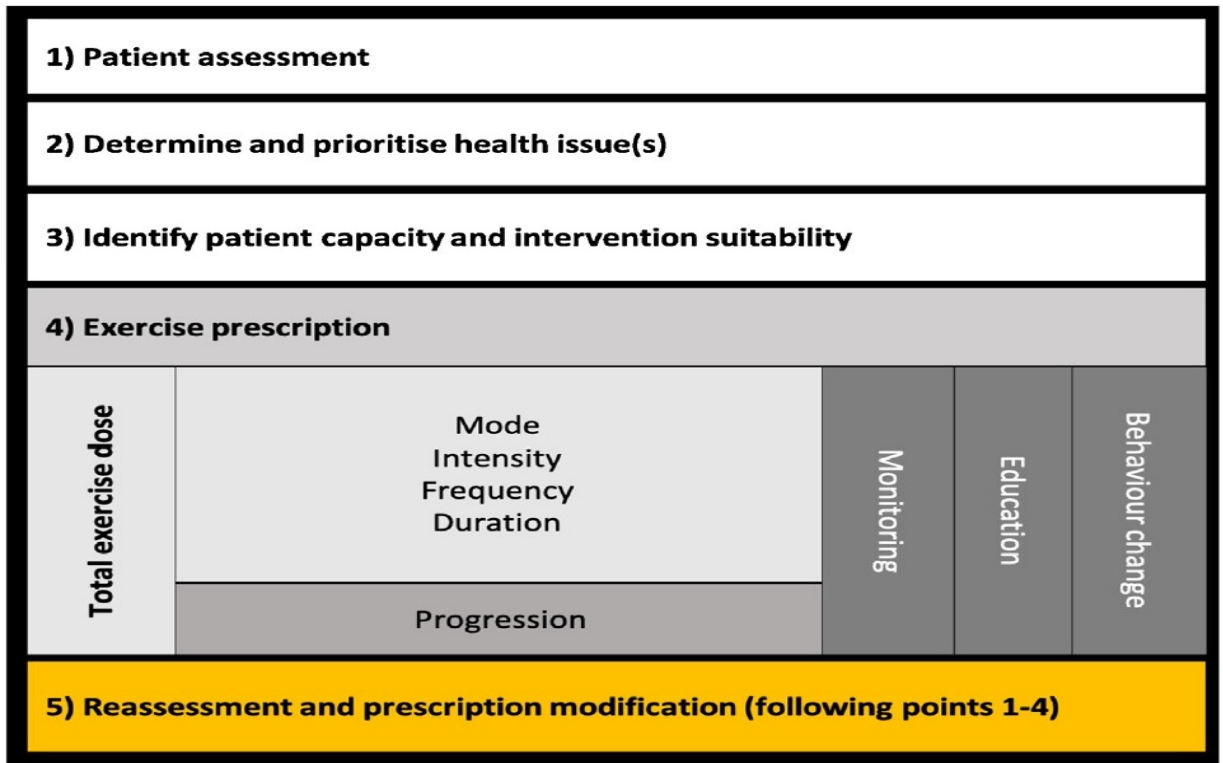 1) Patient assessment
2) Determine and prioritise health issue(s)
3) Identify patient capacity and intervention suitability
4) Exercise prescription
Total exercise dose
Mode
Intensity
Frequency
Duration
Progression
Monitoring
Education
Behaviour change
5) Reassessment and prescription modification (following points 1-4)